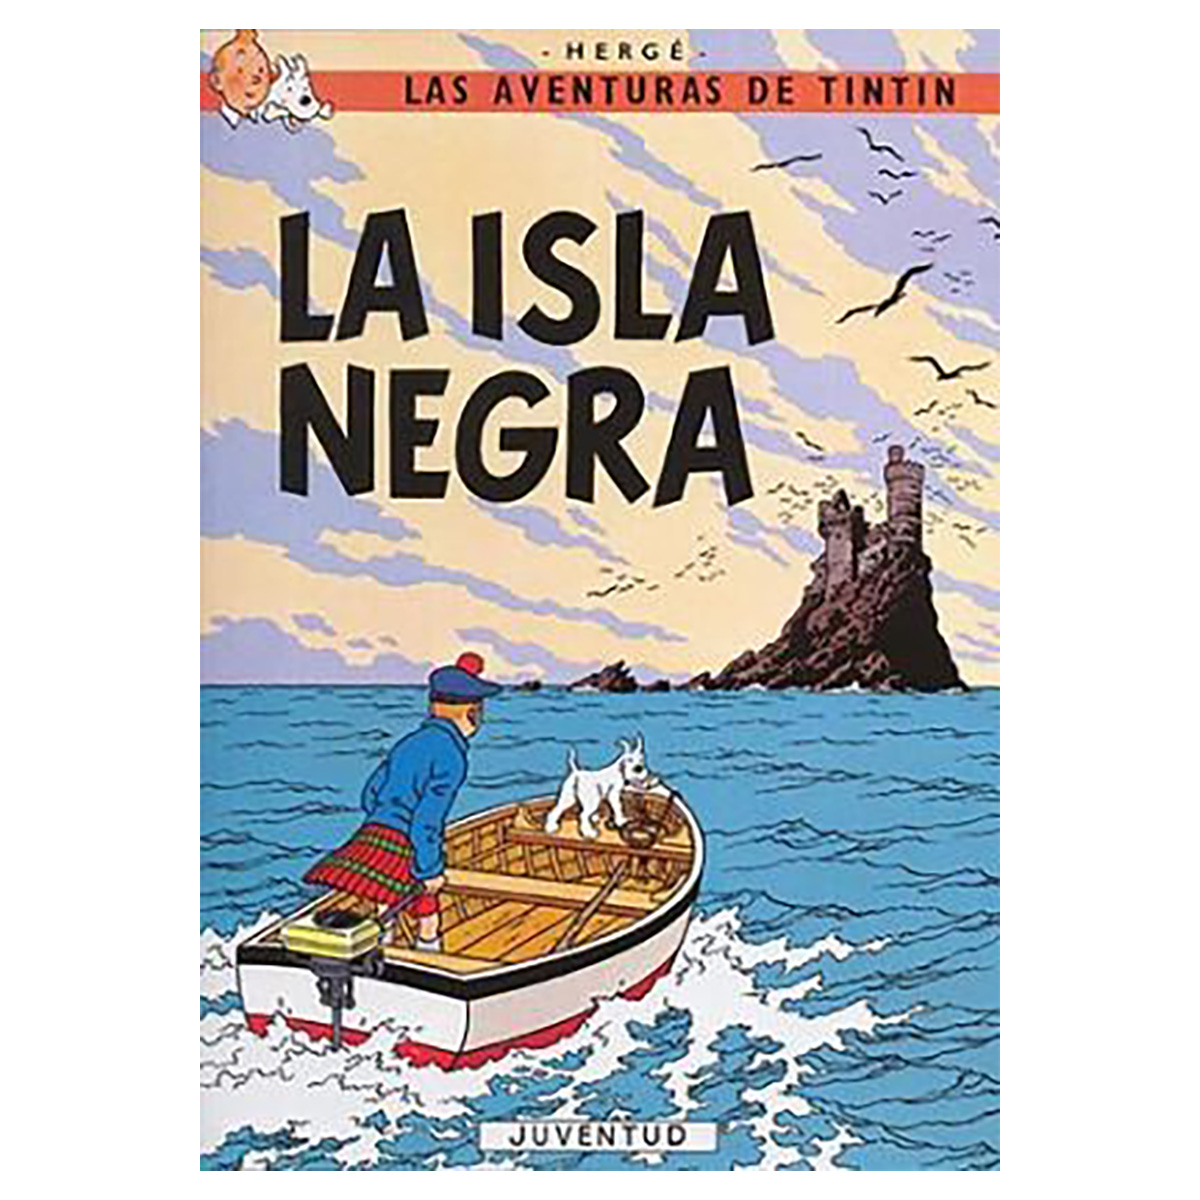 - HERGÉ -
LAS AVENTURAS DE TINTIN
LA ISLA
NEGRA
JUVENTUD